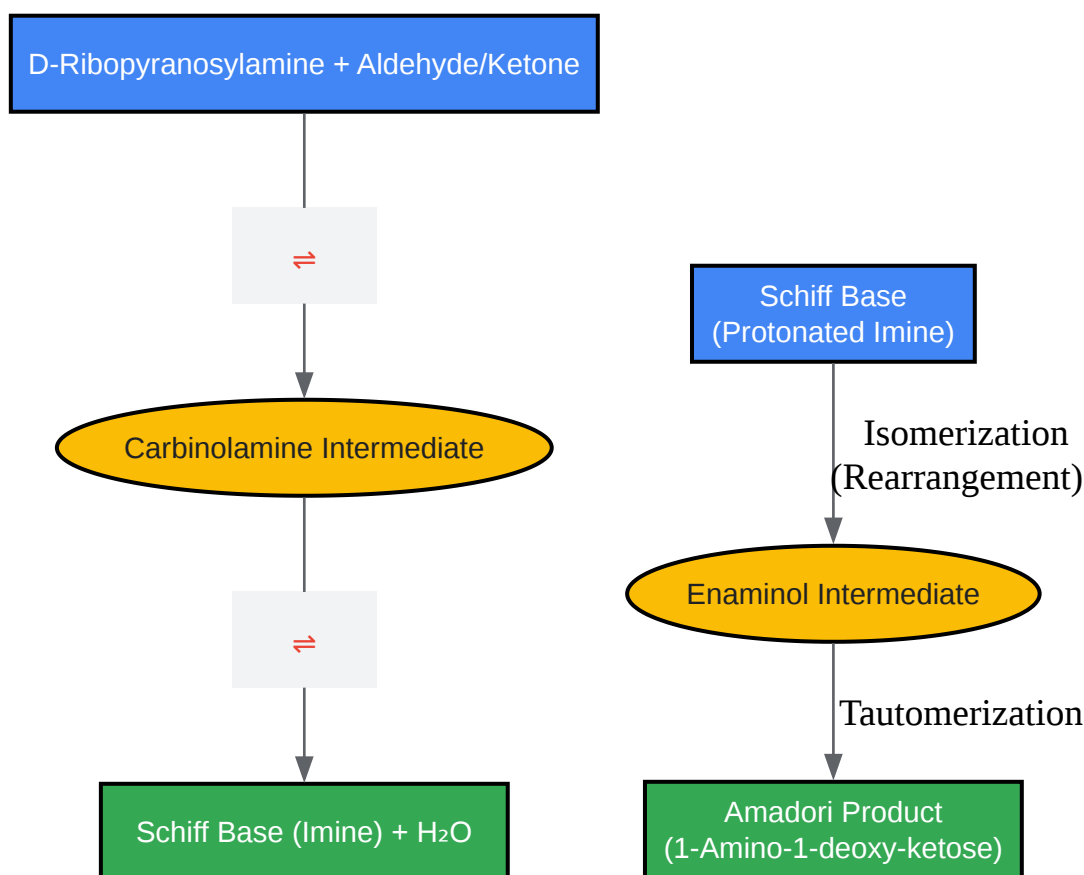 D-Ribopyranosylamine + Aldehyde/Ketone
⇌
Carbinolamine Intermediate
⇌
Schiff Base (Imine) + H₂O
Schiff Base
(Protonated Imine)
Isomerization
(Rearrangement)
Enaminol Intermediate
Tautomerization
Amadori Product
(1-Amino-1-deoxy-ketose)